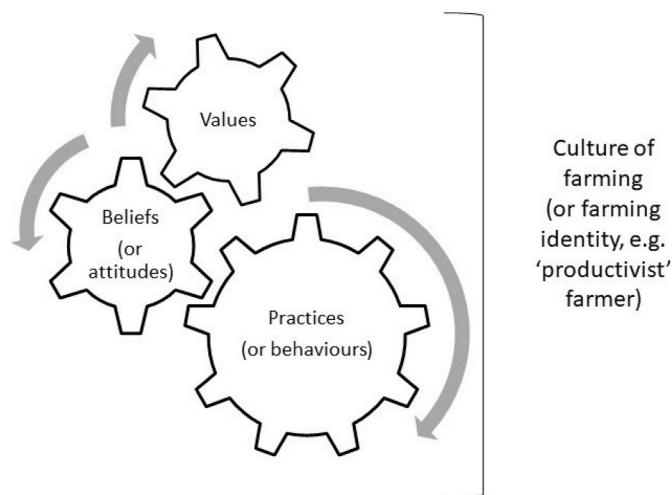 Values
Beliefs
(or
attitudes)
Practices
(or behaviours)
Culture of
farming
(or farming
identity, e.g.
‘productivist’
farmer)